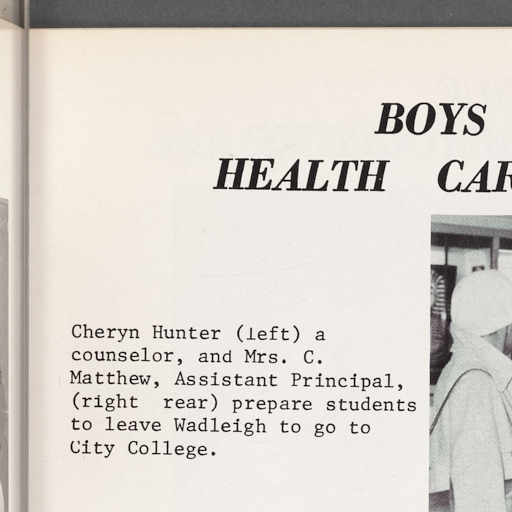 BOYS
HEALTH CAR
Cheryn Hunter (left) a
counselor, and Mrs. C.
Matthew, Assistant Principal,
(right rear) prepare students
to leave Wadleigh to go to
City College.